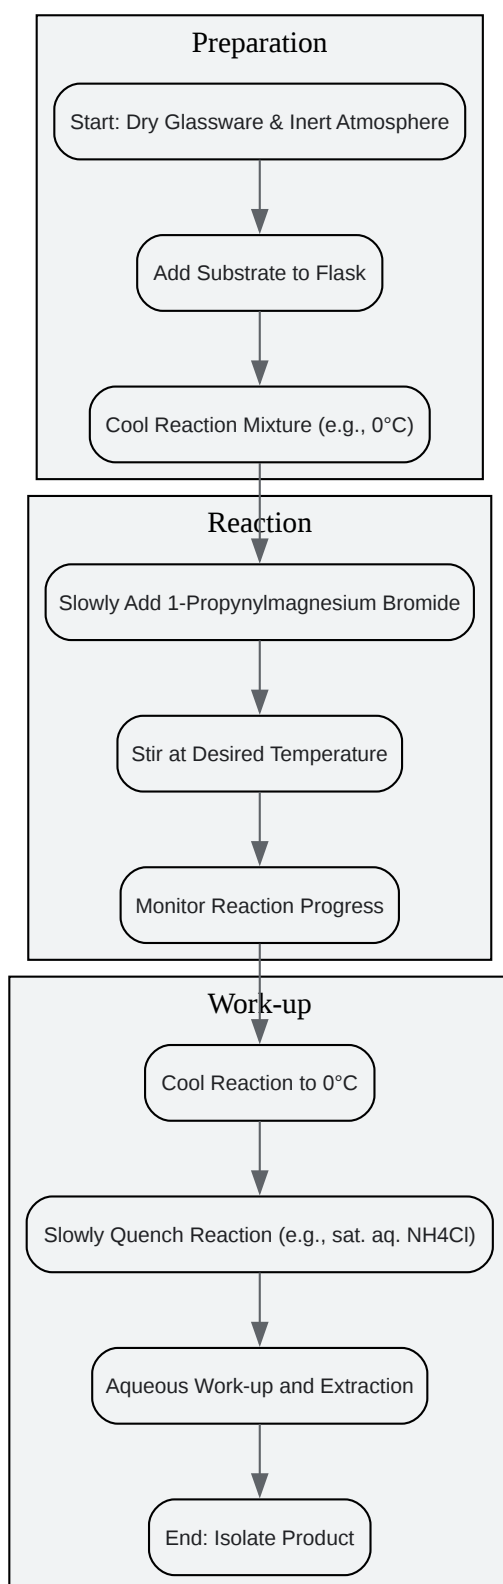 Preparation
Start: Dry Glassware & Inert Atmosphere
Add Substrate to Flask
Cool Reaction Mixture (e.g., 0°C)
Reaction
Slowly Add 1-Propynylmagnesium Bromide
Stir at Desired Temperature
Monitor Reaction Progress
Work-up
Cool Reaction to 0°C
Slowly Quench Reaction (e.g., sat. aq. NH4Cl)
Aqueous Work-up and Extraction
End: Isolate Product